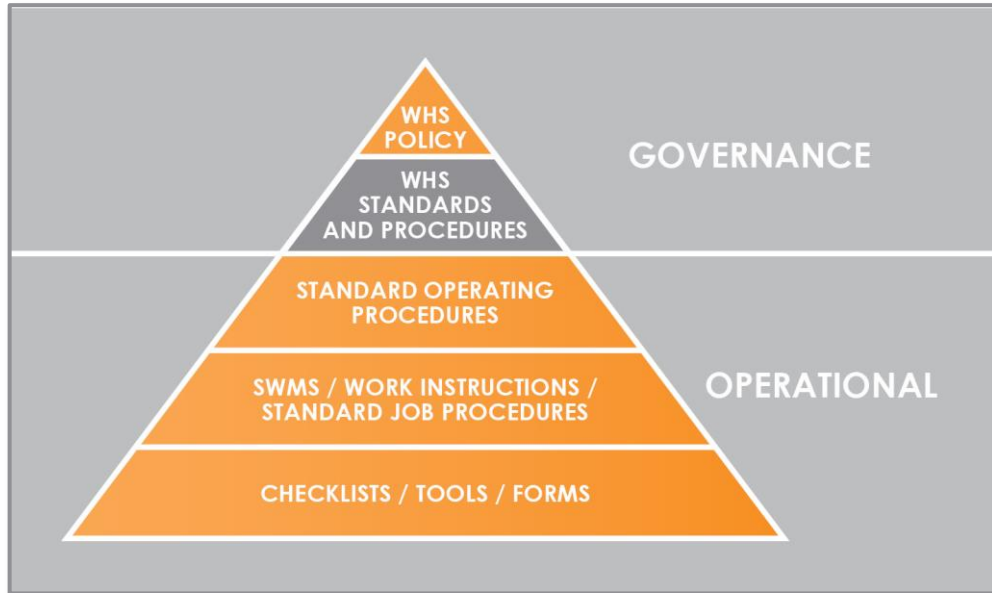 WHS
POLICY
GOVERNANCE
WHS
STANDARDS
AND PROCEDURES
STANDARD OPERATING
PROCEDURES
SWMS / WORK INSTRUCTIONS /
STANDARD JOB PROCEDURES
OPERATIONAL
CHECKLISTS / TOOLS / FORMS